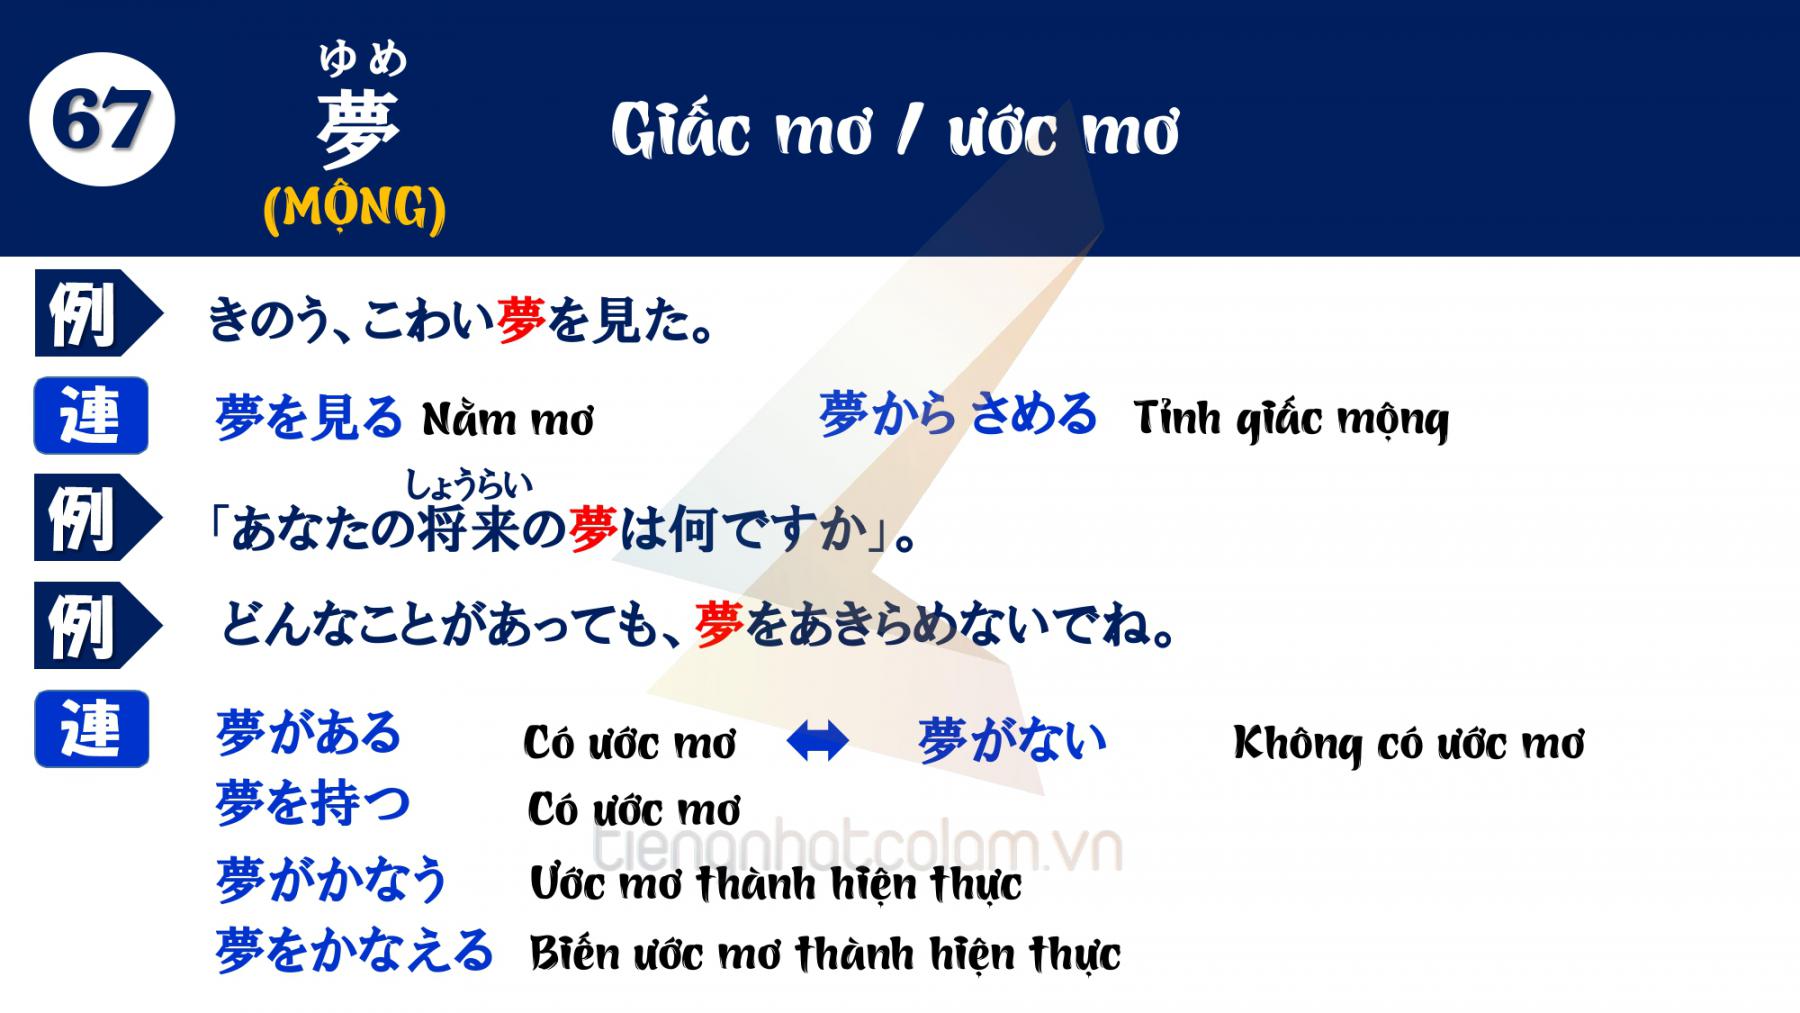 67
ゆめ
夢
(MỘNG)
Giấc mơ / ước mơ
例 きのう、こわい夢を見た。
連 夢を見る Nằm mơ 夢から さめる Tỉnh giấc mộng
しょうらい
例 「あなたの将来の夢は何ですか」。
例 どんなことがあっても、夢をあきらめないでね。
連 夢がある Có ước mơ 夢がない Không có ước mơ
夢を持つ Có ước mơ
tiengnhatcolam.vn
夢がかなう Ước mơ thành hiện thực
夢をかなえる Biến ước mơ thành hiện thực